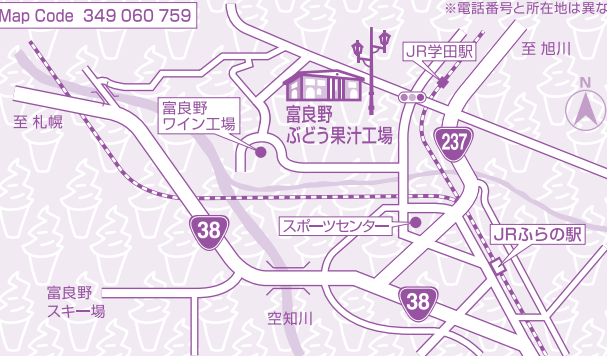 Map Code 349 060 759
※電話番号と所在地は異な
JR学田駅
至 旭川
N
至 札幌
富良野
ワイン工場
富良野
ぶどう果汁工場
237
38
スポーツセンター
JRふらの駅
富良野
スキー場
空知川
38